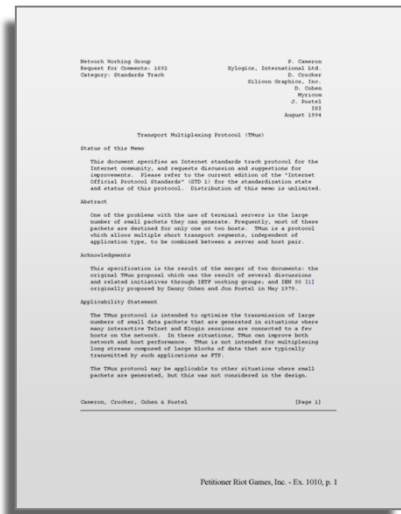 Network Working Group P. Cameron
Request for Comments: 1692 Xylogics, International Ltd.
Category: Standards Track D. Crocher
Silicon Graphics, Inc.
D. Cohen
Myricom
J. Postel
ISI
August 1994
Transport Multiplexing Protocol (TMux)
Status of this Memo
This document specifies an Internet standards track protocol for the
Internet community, and requests discussion and suggestions for
improvements. Please refer to the current edition of the "Internet
Official Protocol Standards" (STD 1) for the standardization state
and status of this protocol. Distribution of this memo is unlimited.
Abstract
One of the problems with the use of terminal servers is the large
number of small packets they can generate. Frequently, most of these
packets are destined for only one or two hosts. TMux is a protocol
which allows multiple short transport segments, independent of
application type, to be combined between a server and host pair.
Acknowledgments
This specification is the result of the merger of two documents: the
original TMux proposal which was the result of several discussions
and related initiatives through IETF working groups; and IEN 90 [1]
originally proposed by Danny Cohen and Jon Postel in May 1979.
Applicability Statement
The TMux protocol is intended to optimize the transmission of large
numbers of small data packets that are generated in situations where
many interactive Telnet and Rlogin sessions are connected to a few
hosts on the network. In these situations, TMux can improve both
network and host performance. TMux is not intended for multiplexing
long streams composed of large blocks of data that are typically
transmitted by such applications as FTP.
The TMux protocol may be applicable to other situations where small
packets are generated, but this was not considered in the design.
Cameron, Crocher, Cohen & Postel [Page 1]
Petitioner Riot Games, Inc. - Ex. 1010, p. 1